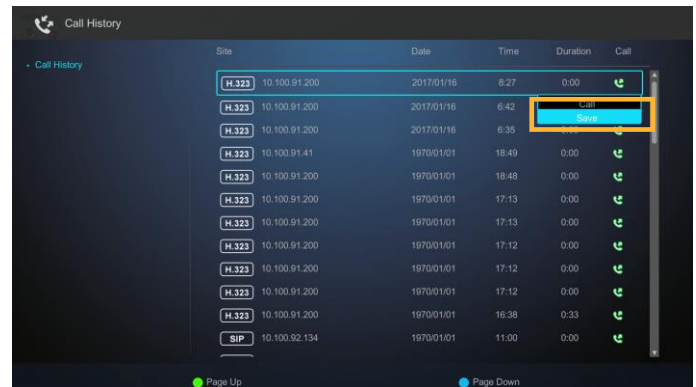 Call History
Site Date Time Duration Call
• Call History
H.323 10.100.91.200 2017/01/16 8:27 0:00
H.323 10.100.91.200 2017/01/16 6:42 Call
Save
H.323 10.100.91.200 2017/01/16 6:35 0:00
H.323 10.100.91.41 1970/01/01 18:49 0:00
H.323 10.100.91.200 1970/01/01 18:48 0:00
H.323 10.100.91.200 1970/01/01 17:13 0:00
H.323 10.100.91.200 1970/01/01 17:13 0:00
H.323 10.100.91.200 1970/01/01 17:12 0:00
H.323 10.100.91.200 1970/01/01 17:12 0:00
H.323 10.100.91.200 1970/01/01 17:12 0:00
H.323 10.100.91.200 1970/01/01 16:38 0:33
SIP 10.100.92.134 1970/01/01 11:00 0:00
Page Up Page Down